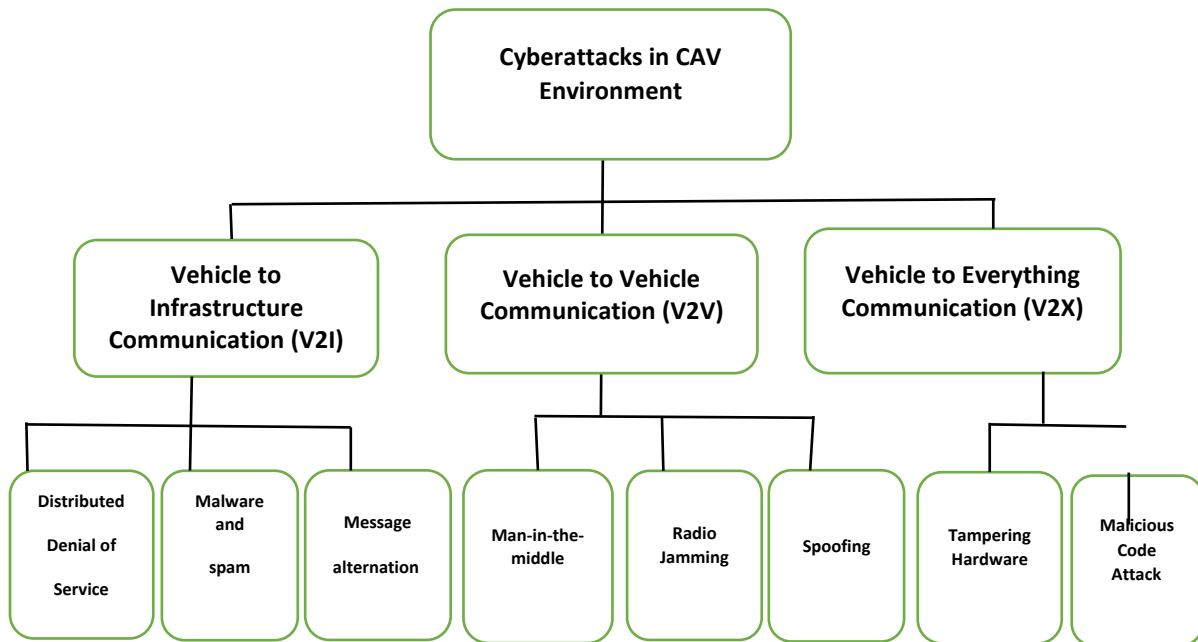 Cyberattacks in CAV
Environment
Vehicle to
Infrastructure
Communication (V2I)
Vehicle to Vehicle
Communication (V2V)
Vehicle to Everything
Communication (V2X)
Distributed
Denial of
Service
Malware
and
spam
Message
alternation
Man-in-the-
middle
Radio
Jamming
Spoofing
Tampering
Hardware
Malicious
Code
Attack